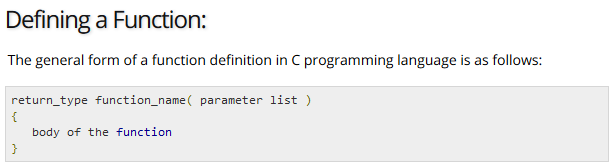 Defining a Function:
The general form of a function definition in C programming language is as follows:
return_type function_name( parameter list )
{
   body of the function
}